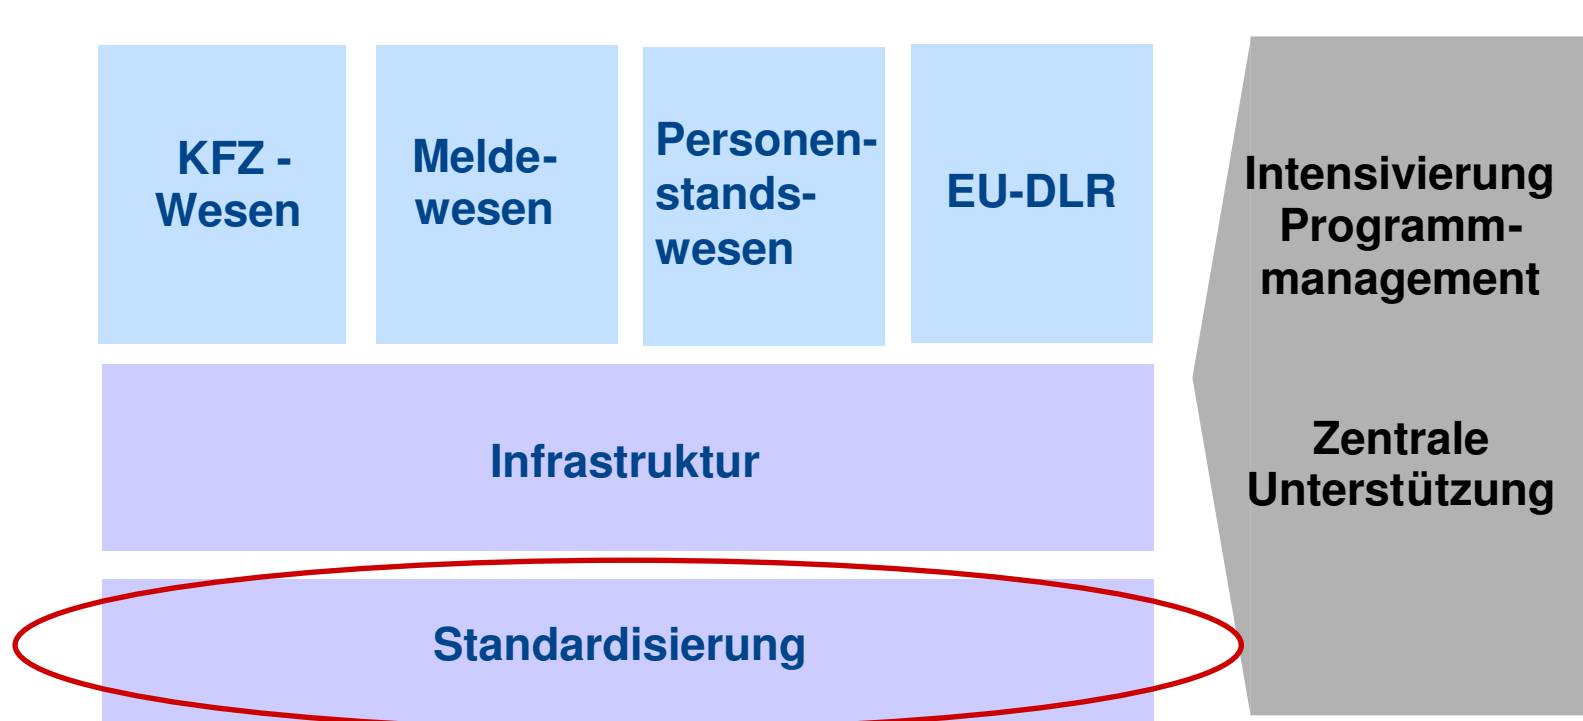 KFZ -
Wesen
Melde-
wesen
Personen-
stands-
wesen
EU-DLR
Intensivierung
Programm-
management
Zentrale
Unterstützung
Infrastruktur
Standardisierung